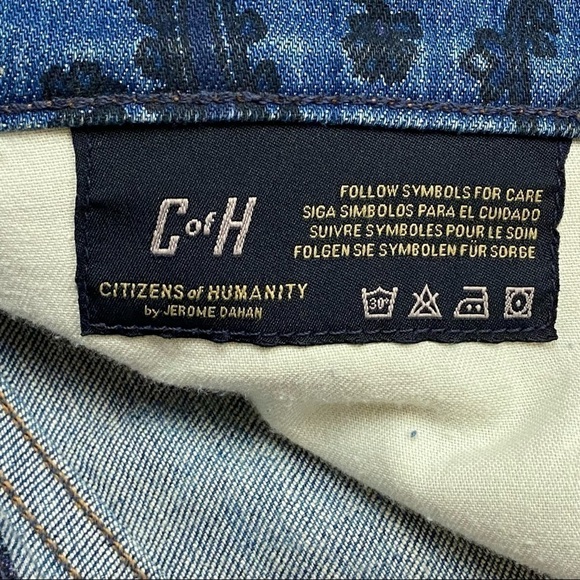 C of H
CITIZENS of HUMANITY
by JEROME DAHAN
FOLLOW SYMBOLS FOR CARE
SIGA SIMBOLOS PARA EL CUIDADO
SUIVRE SYMBOLES POUR LE SOIN
FOLGEN SIE SYMBOLEN FÜR SORGE
30°